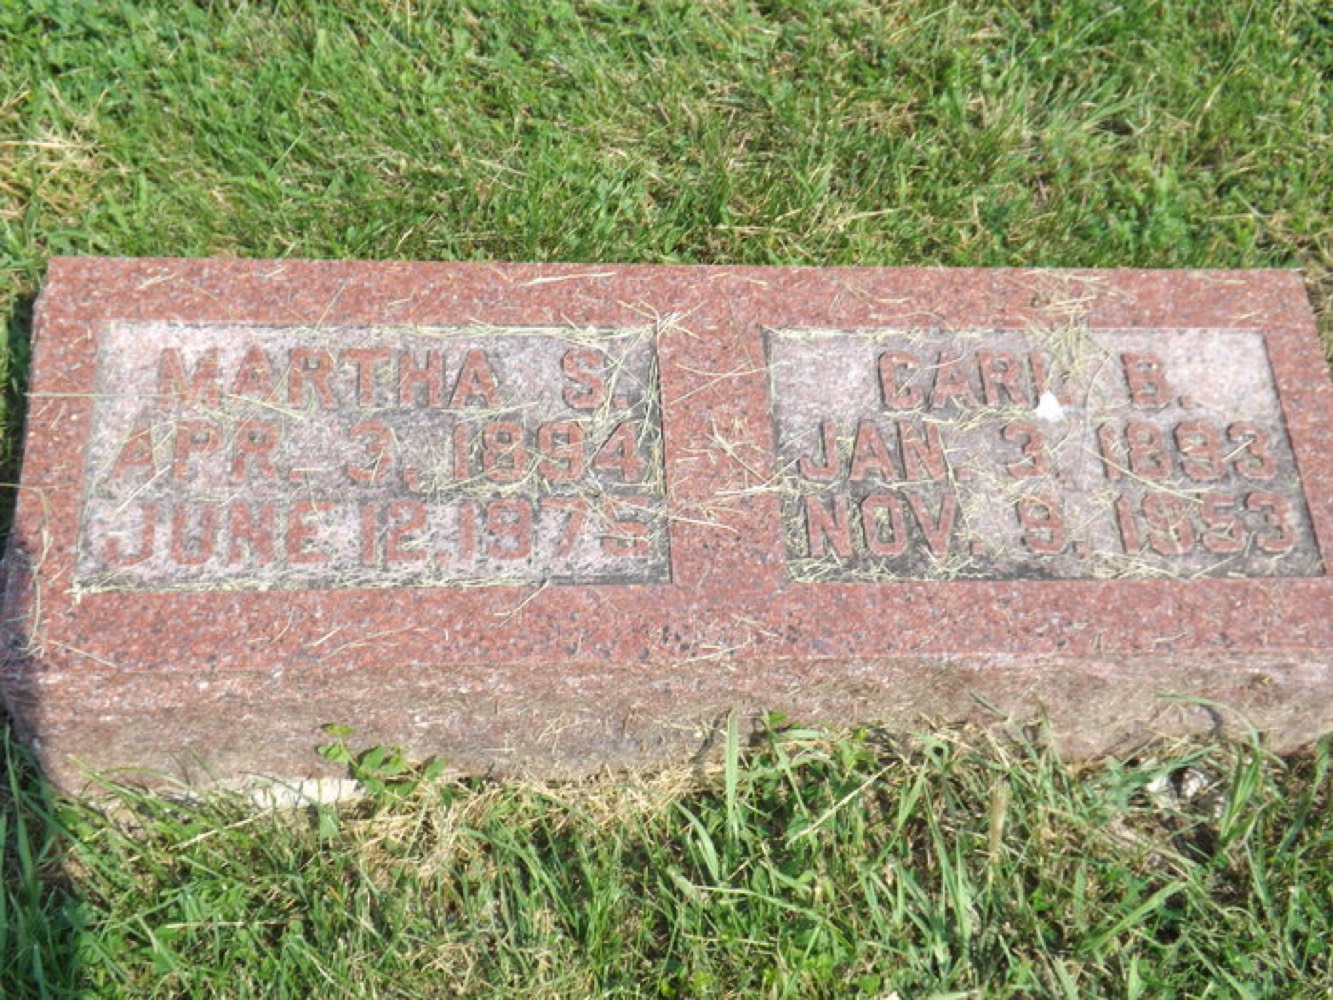 MARTHA S.
APR. 3, 1894
JUNE 12, 1975
CARL B.
JAN. 3, 1893
NOV. 9, 1953